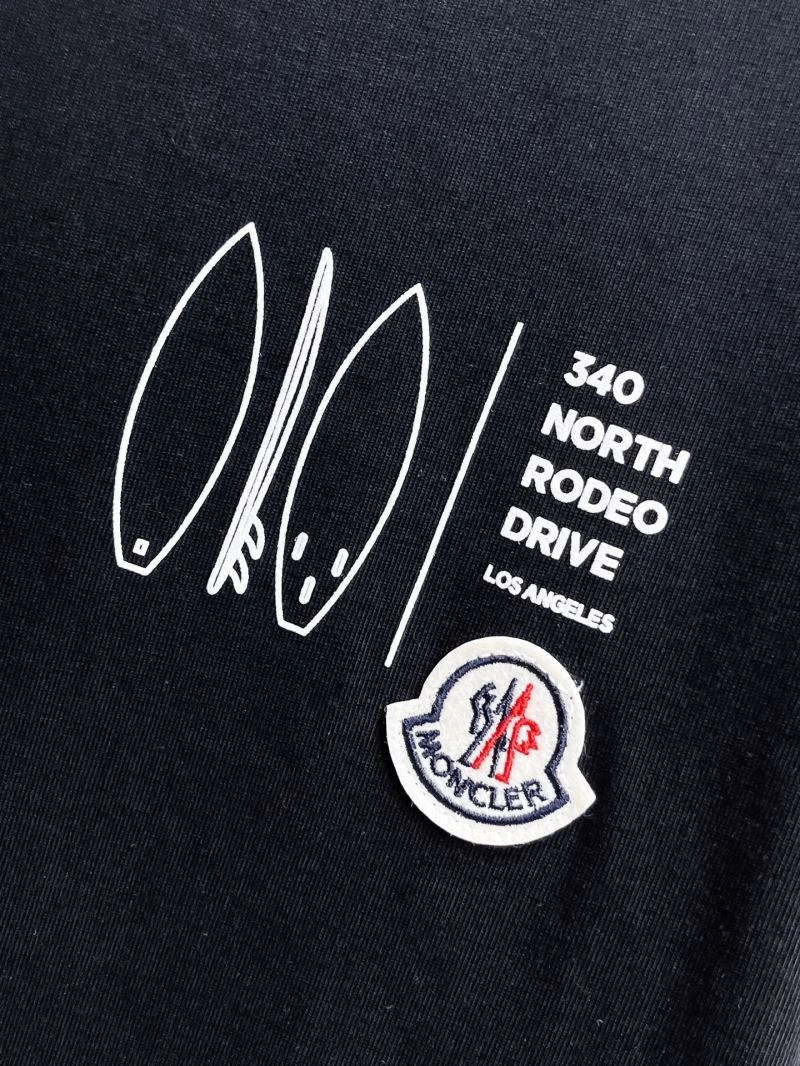 340
NORTH
RODEO
DRIVE
LOS ANGELES
MONCLER